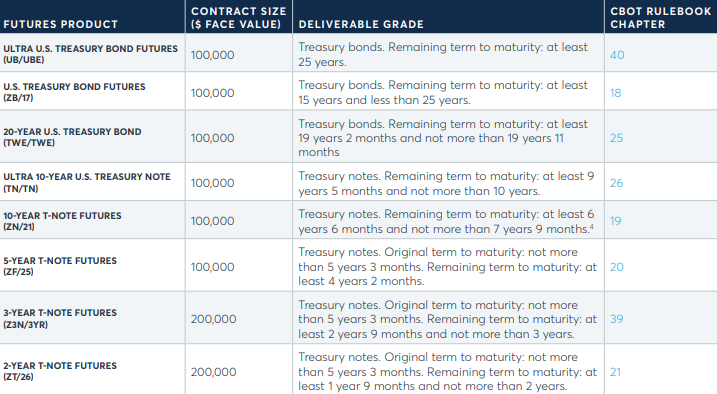 FUTURES PRODUCT
CONTRACT SIZE
($ FACE VALUE)
DELIVERABLE GRADE
CBOT RULEBOOK
CHAPTER
ULTRA U.S. TREASURY BOND FUTURES
(UB/UBE)
100,000
Treasury bonds. Remaining term to maturity: at least
25 years.
40
U.S. TREASURY BOND FUTURES
(ZB/17)
100,000
Treasury bonds. Remaining term to maturity: at least
15 years and less than 25 years.
18
20-YEAR U.S. TREASURY BOND
(TWE/TWE)
100,000
Treasury bonds. Remaining term to maturity: at least
19 years 2 months and not more than 19 years 11
months
25
ULTRA 10-YEAR U.S. TREASURY NOTE
(TN/TN)
100,000
Treasury notes. Remaining term to maturity: at least 9
years 5 months and not more than 10 years.
26
10-YEAR T-NOTE FUTURES
(ZN/21)
100,000
Treasury notes. Remaining term to maturity: at least 6
years 6 months and not more than 7 years 9 months.⁴
19
5-YEAR T-NOTE FUTURES
(ZF/25)
100,000
Treasury notes. Original term to maturity: not more
than 5 years 3 months. Remaining term to maturity: at
least 4 years 2 months.
20
3-YEAR T-NOTE FUTURES
(Z3N/3YR)
200,000
Treasury notes. Original term to maturity: not more
than 5 years 3 months. Remaining term to maturity: at
least 2 years 9 months and not more than 3 years.
39
2-YEAR T-NOTE FUTURES
(ZT/26)
200,000
Treasury notes. Original term to maturity: not more
than 5 years 3 months. Remaining term to maturity: at
least 1 year 9 months and not more than 2 years.
21